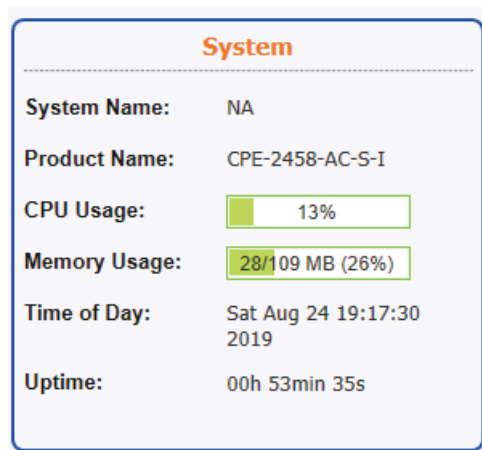 System
System Name: NA
Product Name: CPE-2458-AC-S-I
CPU Usage: 13%
Memory Usage: 28/109 MB (26%)
Time of Day: Sat Aug 24 19:17:30
2019
Uptime: 00h 53min 35s